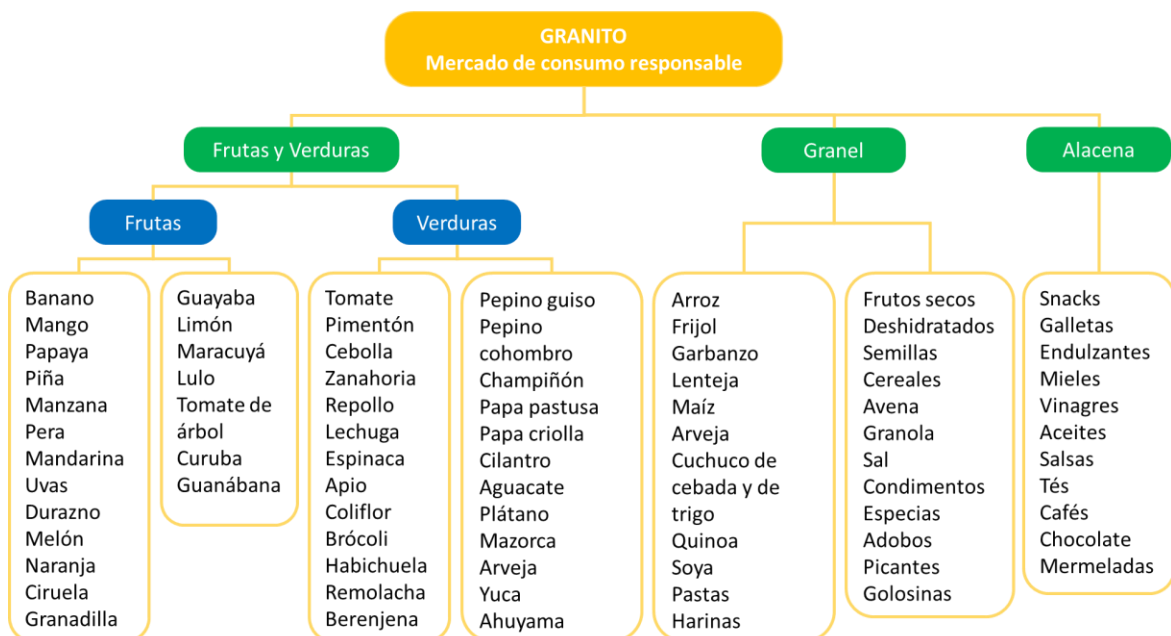 GRANITO
Mercado de consumo responsable
Frutas y Verduras
Granel
Alacena
Frutas
Verduras
Banano
Mango
Papaya
Piña
Manzana
Pera
Mandarina
Uvas
Durazno
Melón
Naranja
Ciruela
Granadilla
Guayaba
Limón
Maracuyá
Lulo
Tomate de
árbol
Curuba
Guanábana
Tomate
Pimentón
Cebolla
Zanahoria
Repollo
Lechuga
Espinaca
Apio
Coliflor
Brócoli
Habichuela
Remolacha
Berenjena
Pepino guiso
Pepino
cohombro
Champiñón
Papa pastusa
Papa criolla
Cilantro
Aguacate
Plátano
Mazorca
Arveja
Yuca
Ahuyama
Arroz
Frijol
Garbanzo
Lenteja
Maíz
Arveja
Cuchuco de
cebada y de
trigo
Quinoa
Soya
Pastas
Harinas
Frutos secos
Deshidratados
Semillas
Cereales
Avena
Granola
Sal
Condimentos
Especias
Adobos
Picantes
Golosinas
Snacks
Galletas
Endulzantes
Mieles
Vinagres
Aceites
Salsas
Tés
Cafés
Chocolate
Mermeladas